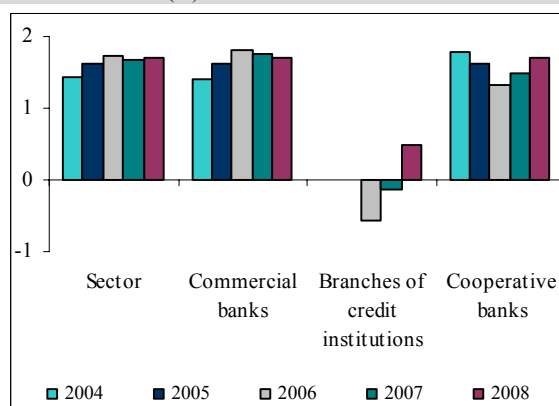 2
1
0
-1
Sector
Commercial
banks
Branches of
credit
institutions
Cooperative
banks
2004 2005 2006 2007 2008